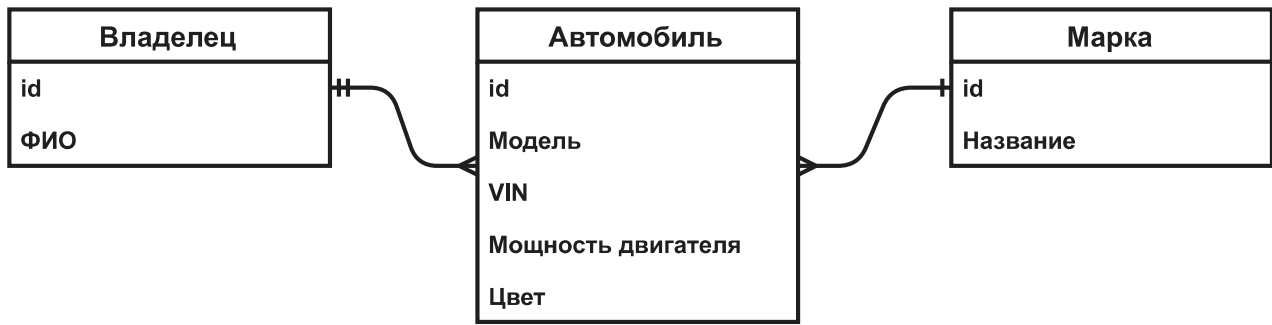 Владелец
id
ФИО
Автомобиль
id
Модель
VIN
Мощность двигателя
Цвет
Марка
id
Название